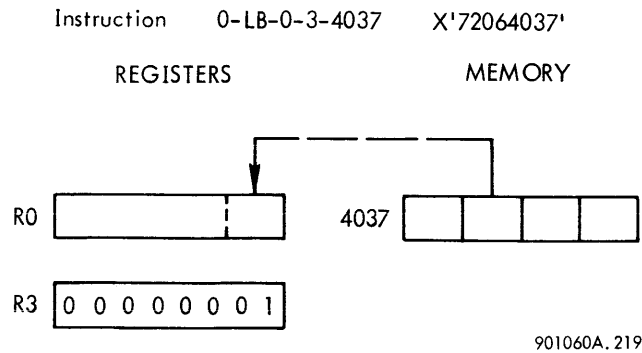 Instruction 0-LB-0-3-4037 X'72064037'
REGISTERS MEMORY
R0 4037
R3 0 0 0 0 0 0 0 1
901060A.219